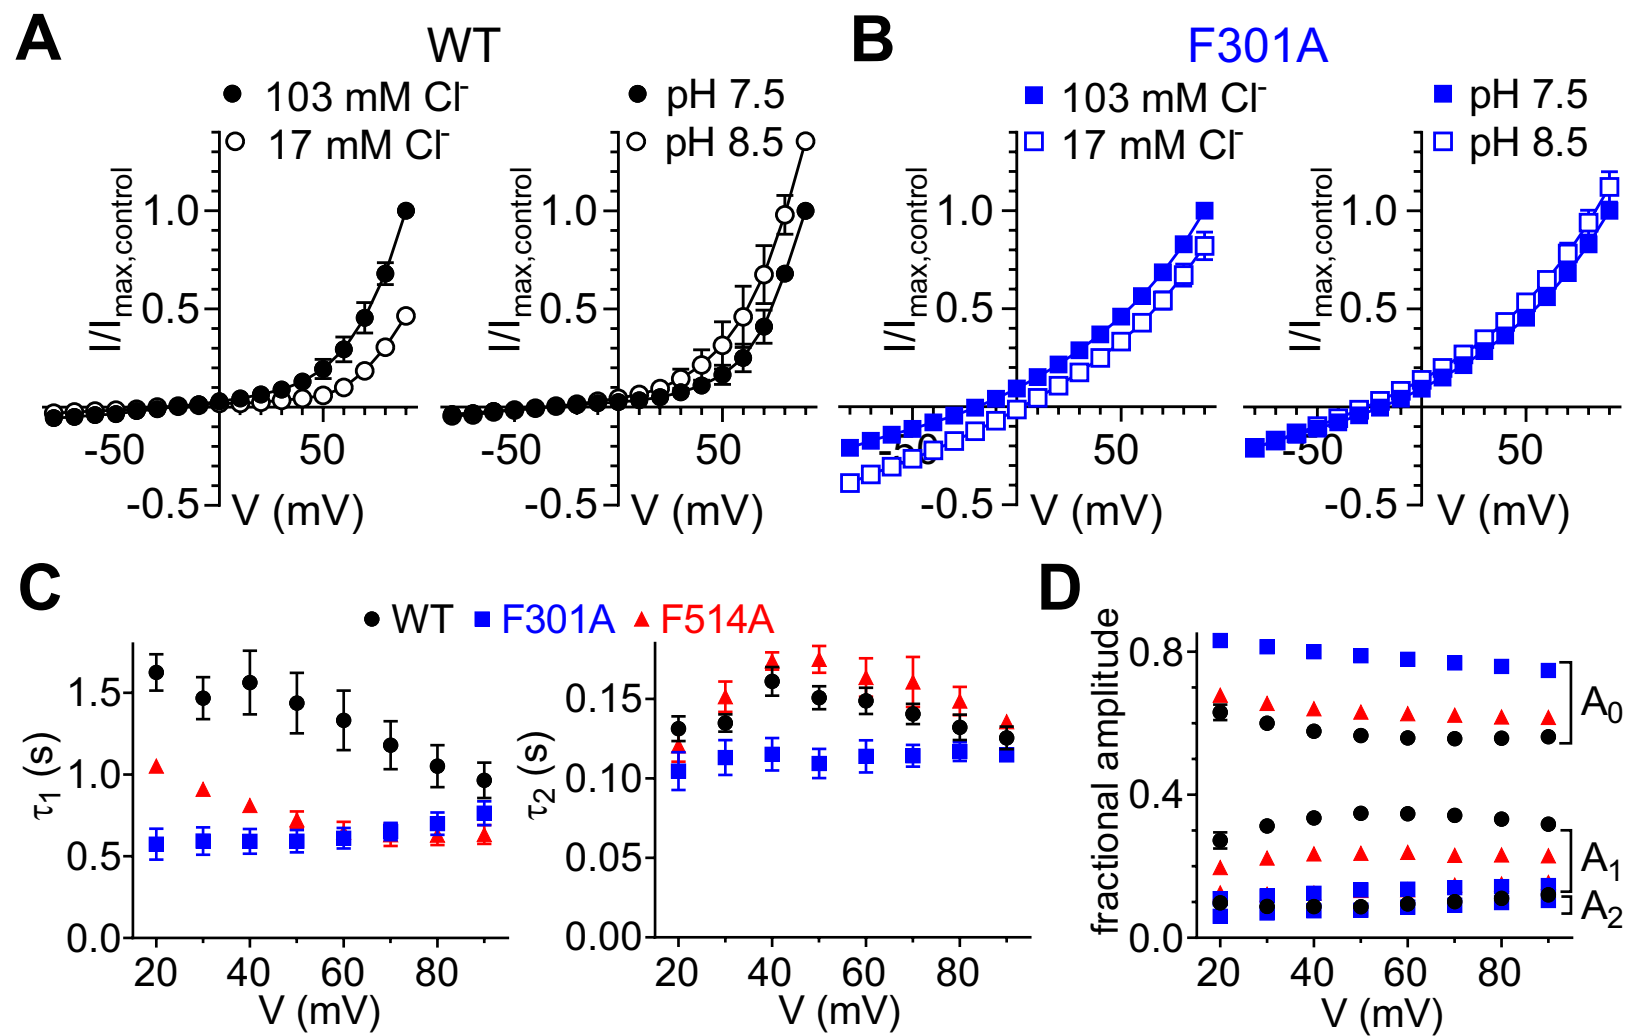 A
WT
103 mM Cl-
17 mM Cl-
I/Imax,control
1.0
0.5
-0.5
-50
50
V (mV)
pH 7.5
pH 8.5
I/Imax,control
1.0
0.5
-0.5
-50
50
V (mV)
B
F301A
103 mM Cl-
17 mM Cl-
I/Imax,control
1.0
0.5
-0.5
-50
50
V (mV)
pH 7.5
pH 8.5
I/Imax,control
1.0
0.5
-0.5
-50
50
V (mV)
C
WT F301A F514A
τ1 (s)
1.5
1.0
0.5
0.0
20 40 60 80
V (mV)
τ2 (s)
0.15
0.10
0.05
0.00
20 40 60 80
V (mV)
D
fractional amplitude
0.8
0.4
0.0
20 40 60 80
V (mV)
A0
A1
A2